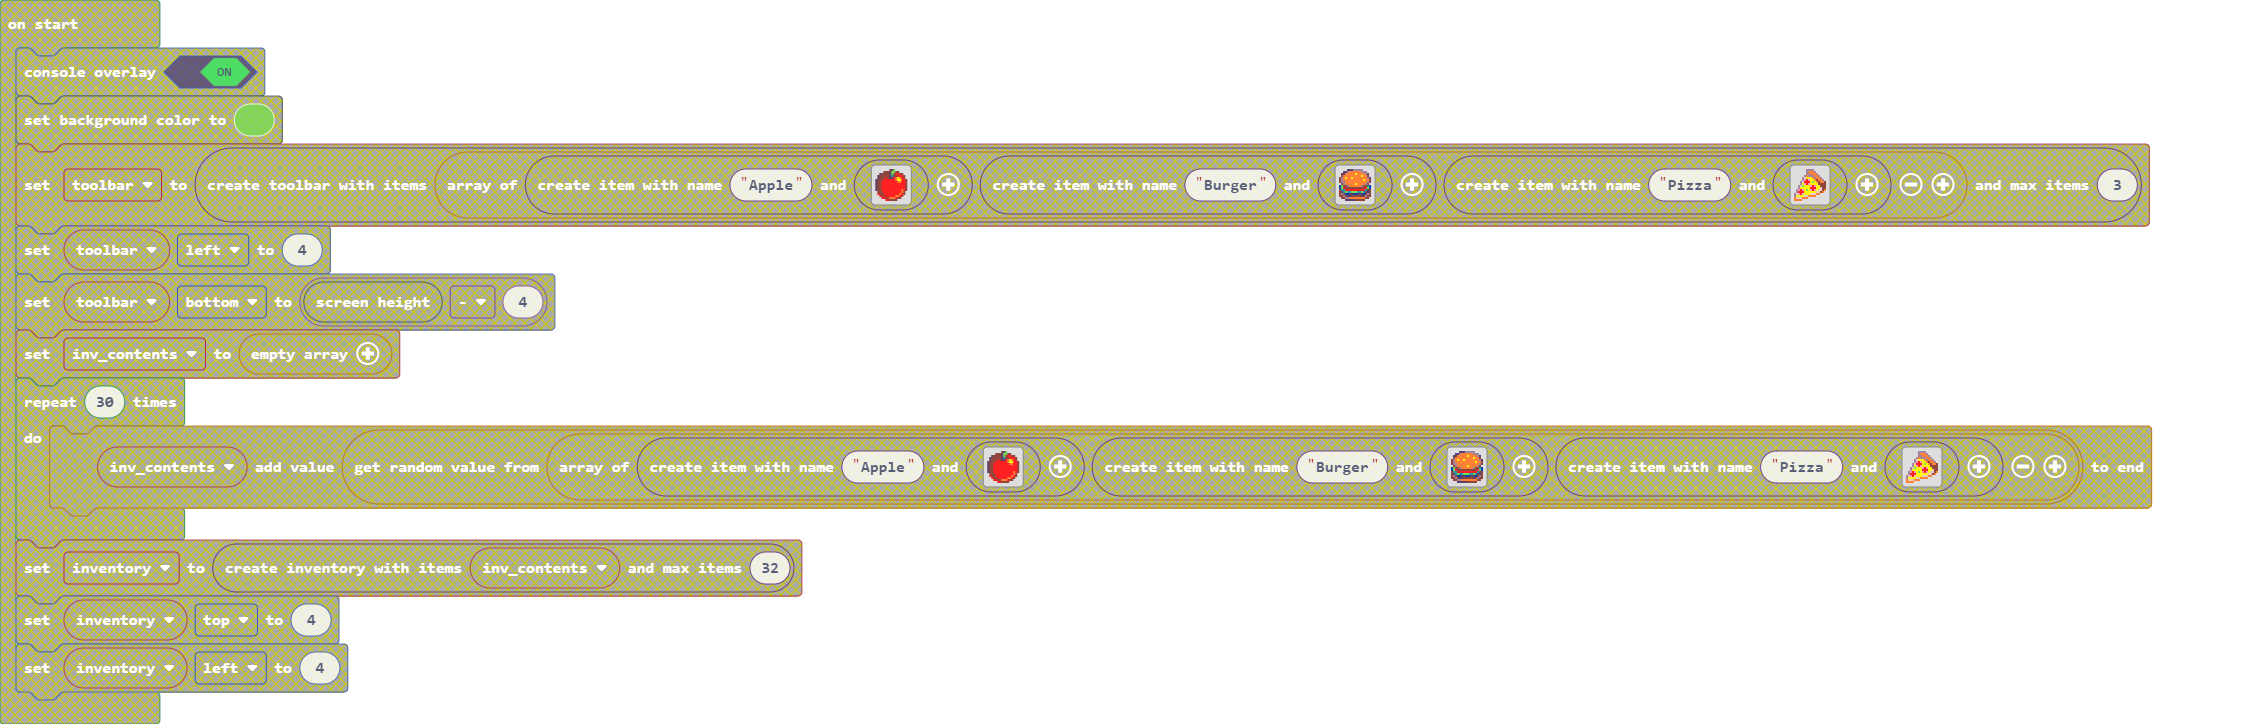 on start
console overlay ON
set background color to
set toolbar to create toolbar with items array of create item with name "Apple" and create item with name "Burger" and create item with name "Pizza" and and max items 3
set toolbar left to 4
set toolbar bottom to screen height - 4
set inv_contents to empty array
repeat 30 times
do
inv_contents add value get random value from array of create item with name "Apple" and create item with name "Burger" and create item with name "Pizza" and to end
set inventory to create inventory with items inv_contents and max items 32
set inventory top to 4
set inventory left to 4